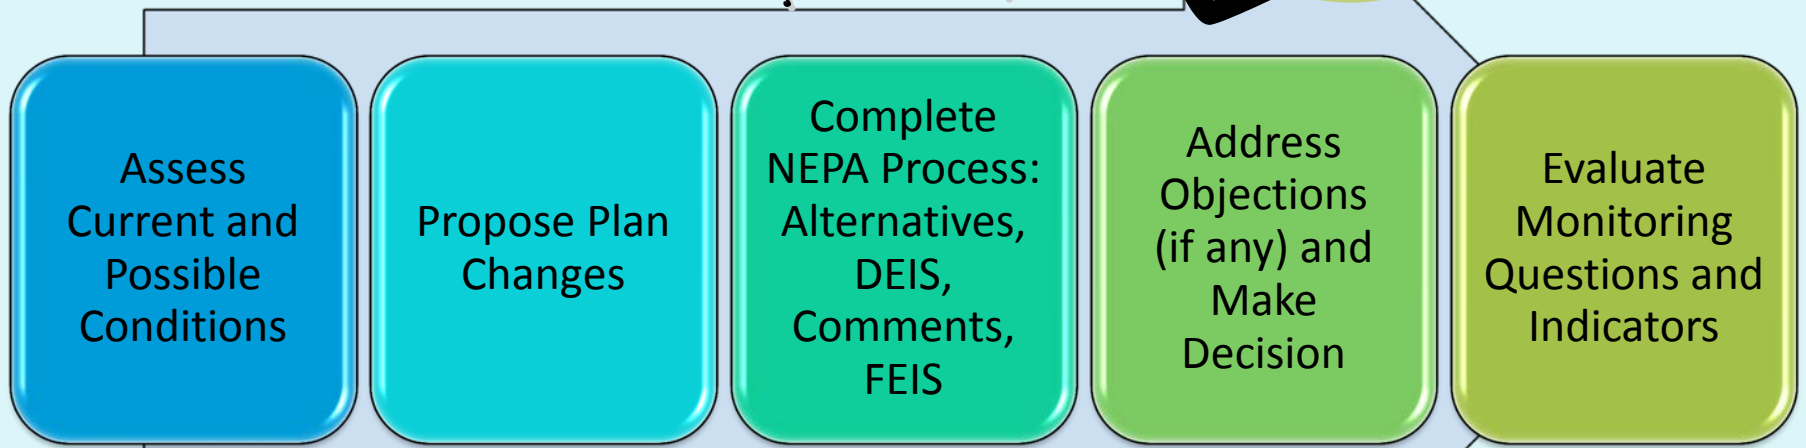 Assess
Current and
Possible
Conditions
Propose Plan
Changes
Complete
NEPA Process:
Alternatives,
DEIS,
Comments,
FEIS
Address
Objections
(if any) and
Make
Decision
Evaluate
Monitoring
Questions and
Indicators